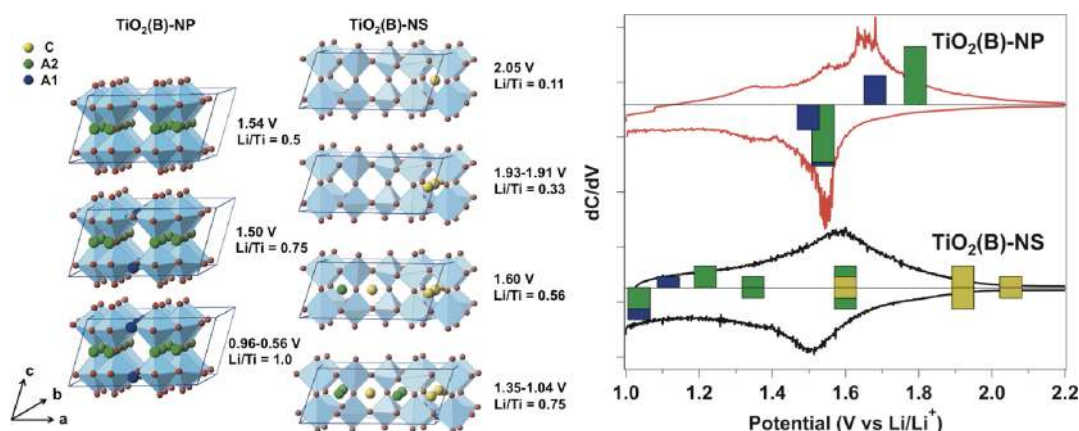 TiO₂(B)-NP
TiO₂(B)-NS
C
A2
A1
1.54 V
Li/Ti = 0.5
1.50 V
Li/Ti = 0.75
0.96-0.56 V
Li/Ti = 1.0
c
b
a
2.05 V
Li/Ti = 0.11
1.93-1.91 V
Li/Ti = 0.33
1.60 V
Li/Ti = 0.56
1.35-1.04 V
Li/Ti = 0.75
TiO₂(B)-NP
TiO₂(B)-NS
dC/dV
1.0 1.2 1.4 1.6 1.8 2.0 2.2
Potential (V vs Li/Li⁺)